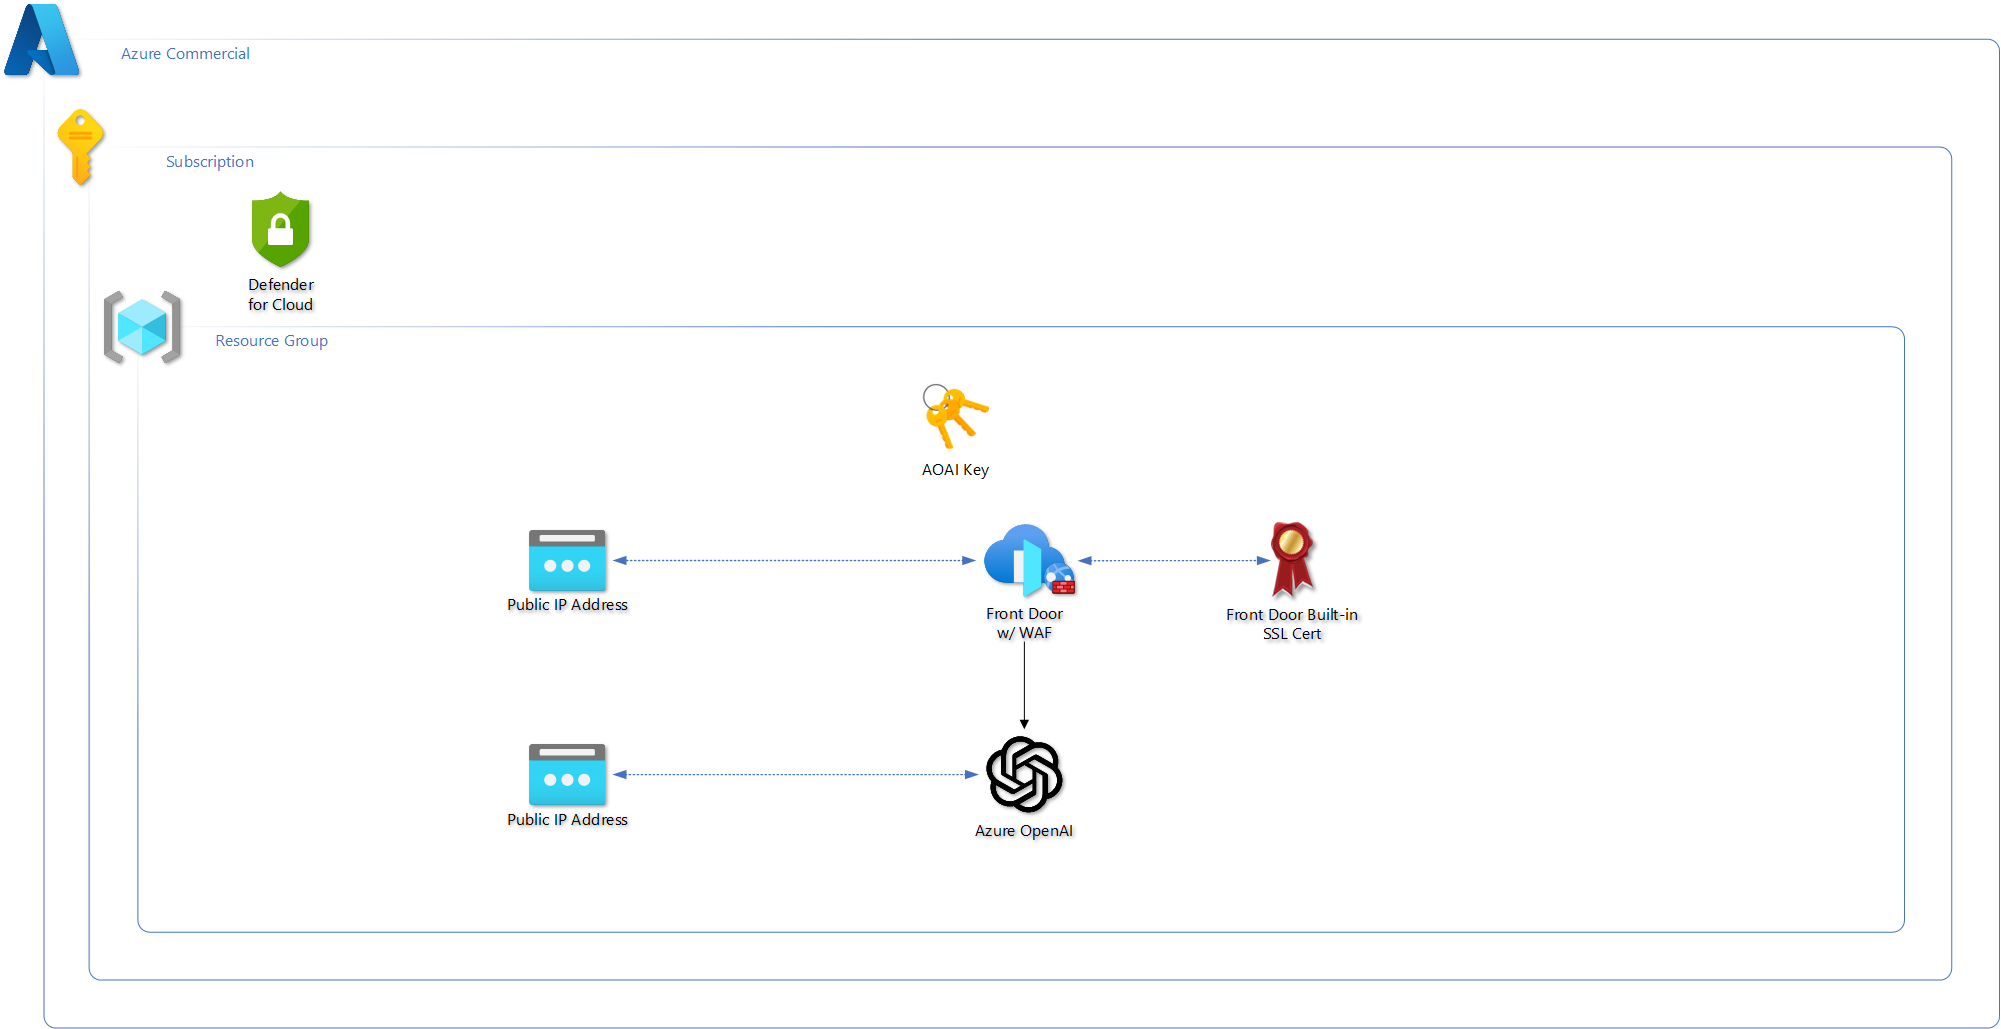 Azure Commercial
Subscription
Defender
for Cloud
Resource Group
AOAI Key
Public IP Address
Front Door
w/ WAF
Front Door Built-in
SSL Cert
Public IP Address
Azure OpenAI